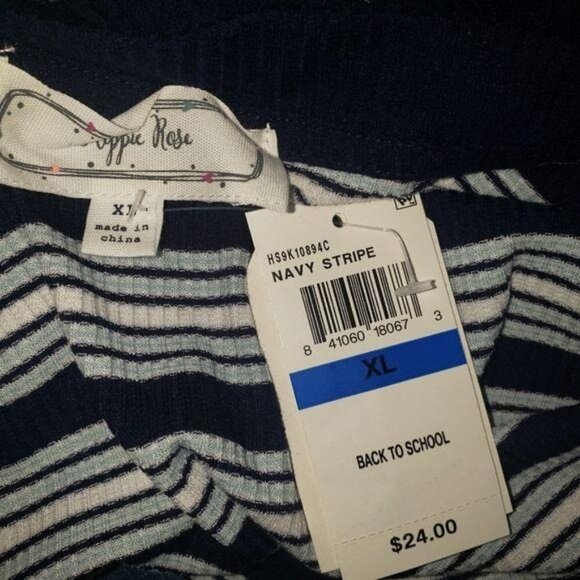 Rose
XL
made in
china
HS9K10894C
NAVY STRIPE
8 41060 18067 3
XL
BACK TO SCHOOL
$24.00